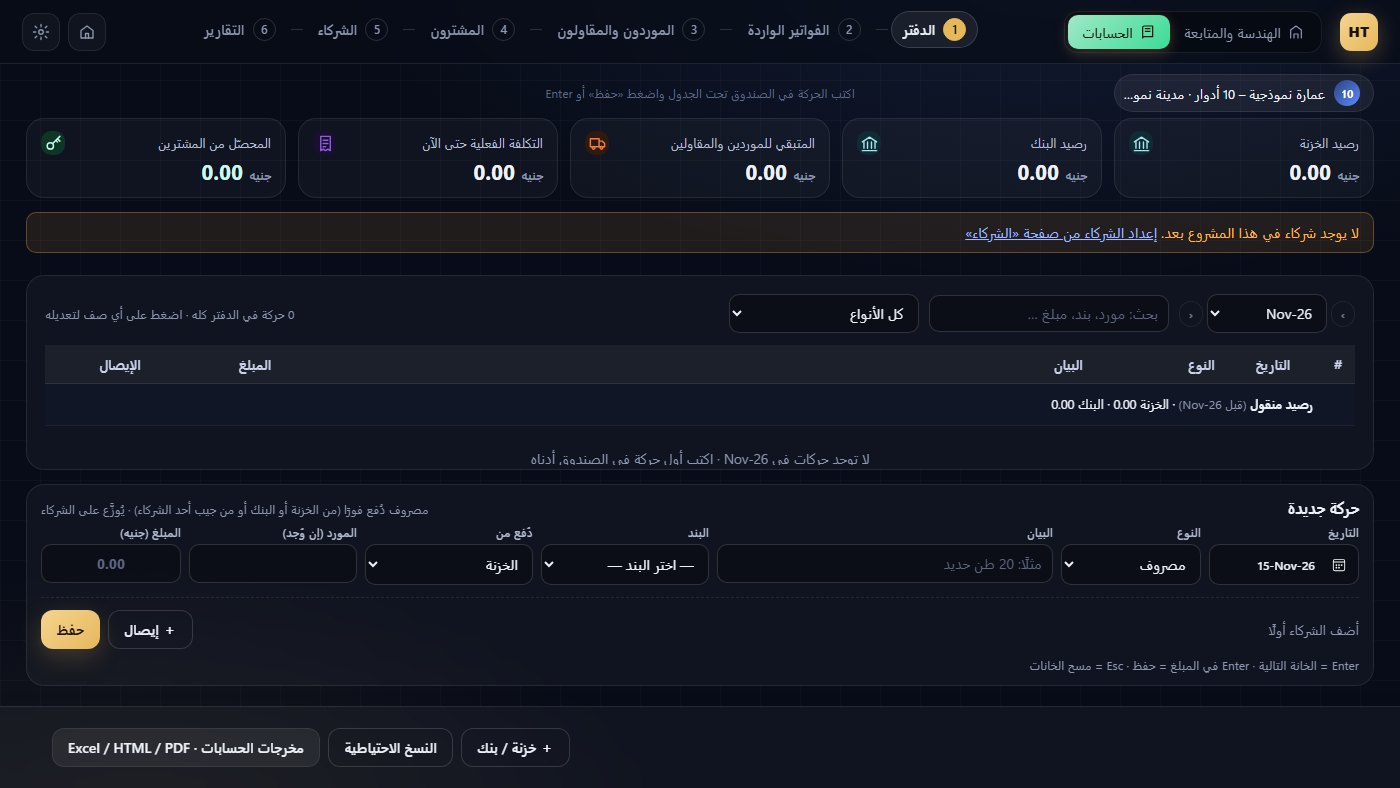 HT
الهندسة والمتابعة
الحسابات
1 الدفتر
2 الفواتير الواردة
3 الموردون والمقاولون
4 المشترون
5 الشركاء
6 التقارير
10 عمارة نموذجية – 10 أدوار · مدينة نمو...
اكتب الحركة في الصندوق تحت الجدول واضغط «حفظ» أو Enter
رصيد الخزنة
0.00 جنيه
رصيد البنك
0.00 جنيه
المتبقي للموردين والمقاولين
0.00 جنيه
التكلفة الفعلية حتى الآن
0.00 جنيه
المحصّل من المشترين
0.00 جنيه
لا يوجد شركاء في هذا المشروع بعد. إعداد الشركاء من صفحة «الشركاء»
Nov-26
بحث: مورد، بند، مبلغ ...
كل الأنواع
0 حركة في الدفتر كله · اضغط على أي صف لتعديله
# التاريخ النوع البيان المبلغ الإيصال
رصيد منقول (قبل Nov-26) · الخزنة 0.00 · البنك 0.00
لا توجد حركات في Nov-26 · اكتب أول حركة في الصندوق أدناه
حركة جديدة
مصروف دُفع فورًا (من الخزنة أو البنك أو من جيب أحد الشركاء) · يُوزَّع على الشركاء
التاريخ النوع البيان البند دُفع من المورد (إن وُجد) المبلغ (جنيه)
15-Nov-26 مصروف مثلًا: 20 طن حديد — اختر البند — الخزنة 0.00
أضف الشركاء أولًا
+ إيصال
حفظ
Enter = الخانة التالية · Enter في المبلغ = حفظ · Esc = مسح الخانات
+ خزنة / بنك
النسخ الاحتياطية
مخرجات الحسابات · Excel / HTML / PDF